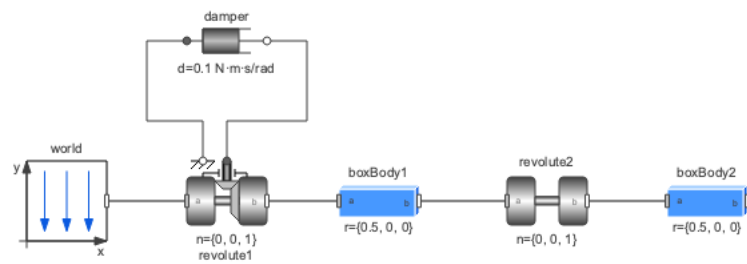 damper
d=0.1 N·m·s/rad
world
y
x
a
b
n={0, 0, 1}
revolute1
boxBody1
a
b
r={0.5, 0, 0}
revolute2
a
b
n={0, 0, 1}
boxBody2
a
b
r={0.5, 0, 0}